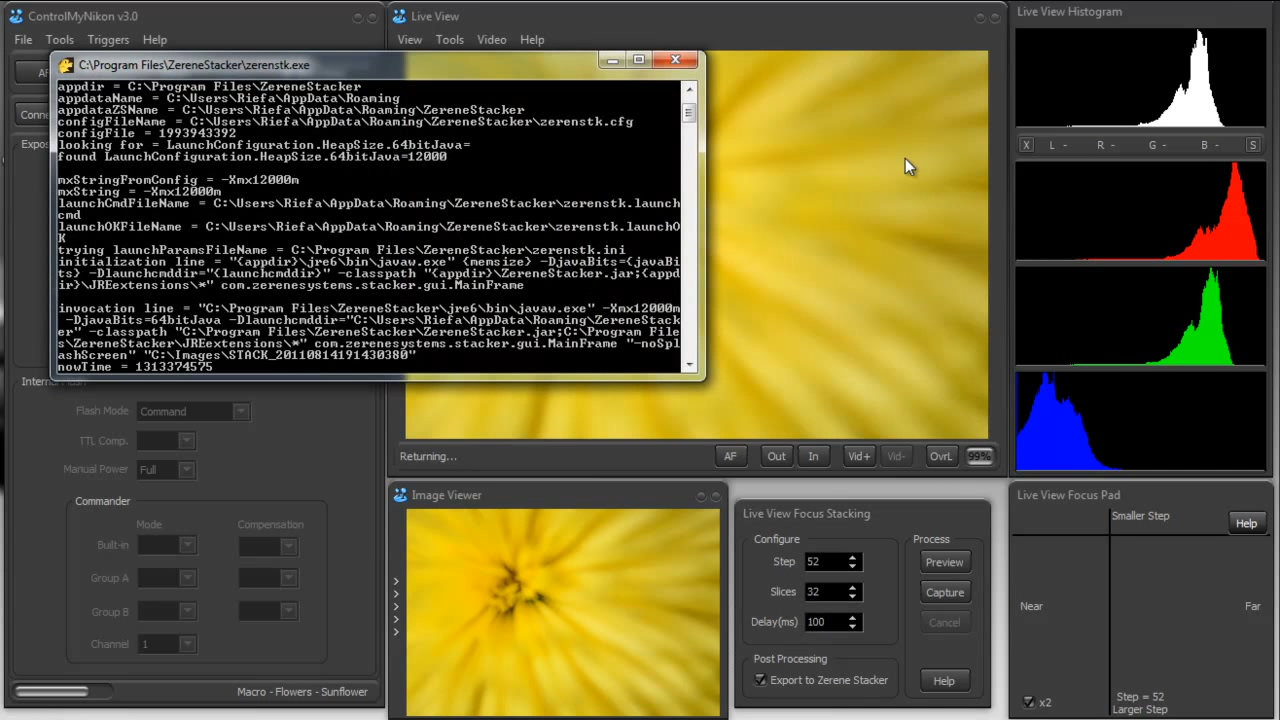 ControlMyNikon v3.0
File Tools Triggers Help
Live View
View Tools Video Help
Live View Histogram
X L - R - G - B - S
C:\Program Files\ZereneStacker\zerenstk.exe
appdir = C:\Program Files\ZereneStacker
appdataName = C:\Users\Riefa\AppData\Roaming
appdataZSName = C:\Users\Riefa\AppData\Roaming\ZereneStacker
configFileName = C:\Users\Riefa\AppData\Roaming\ZereneStacker\zerenstk.cfg
configFile = 1993943392
looking for = LaunchConfiguration.HeapSize.64bitJava=
found LaunchConfiguration.HeapSize.64bitJava=12000
mxStringFromConfig = -Xmx12000m
mxString = -Xmx12000m
launchCmdFileName = C:\Users\Riefa\AppData\Roaming\ZereneStacker\zerenstk.launch
cmd
launchOKFileName = C:\Users\Riefa\AppData\Roaming\ZereneStacker\zerenstk.launchO
K
trying launchParamsFileName = C:\Program Files\ZereneStacker\zerenstk.ini
initialization line = "{appdir}\jre6\bin\javaw.exe" {memsize} -DjavaBits={javaBi
ts} -Dlaunchcmddir="{launchcmddir}" -classpath "{appdir}\ZereneStacker.jar;{appd
ir}\JREextensions\*" com.zerenesystems.stacker.gui.MainFrame
invocation line = "C:\Program Files\ZereneStacker\jre6\bin\javaw.exe" -Xmx12000m
-DjavaBits=64bitJava -Dlaunchcmddir="C:\Users\Riefa\AppData\Roaming\ZereneStack
er" -classpath "C:\Program Files\ZereneStacker\ZereneStacker.jar;C:\Program File
s\ZereneStacker\JREextensions\*" com.zerenesystems.stacker.gui.MainFrame "-noSpl
ashScreen" "C:\Images\STACK_20110814191430380"
nowTime = 1313374575
AF
Conne
Expos
Flash Mode Command
TTL Comp.
Manual Power Full
Commander
Mode Compensation
Built-in
Group A
Group B
Channel 1
Macro - Flowers - Sunflower
Returning... AF Out In Vid+ Vid- OvrL 99%
Image Viewer
Live View Focus Stacking
Configure Process
Step 52 Preview
Slices 32 Capture
Delay(ms) 100 Cancel
Post Processing
Export to Zerene Stacker Help
Live View Focus Pad
Smaller Step Help
Near Far
x2 Step = 52
Larger Step